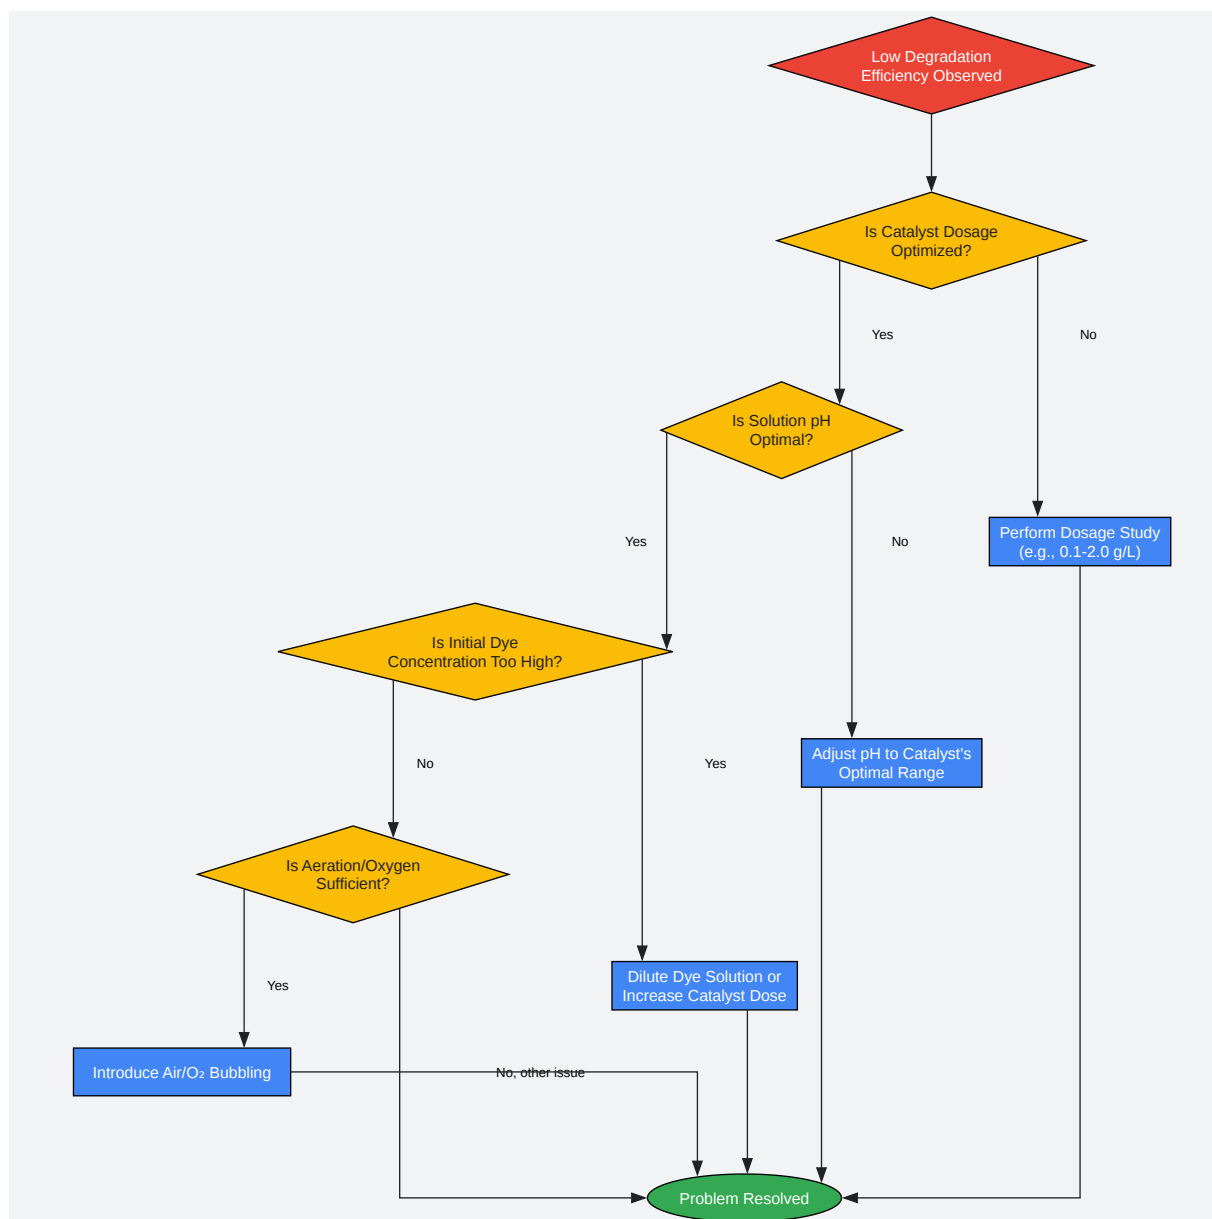 Low Degradation
Efficiency Observed
Is Catalyst Dosage
Optimized?
Yes
No
Is Solution pH
Optimal?
Perform Dosage Study
(e.g., 0.1-2.0 g/L)
Yes
No
Is Initial Dye
Concentration Too High?
Adjust pH to Catalyst's
Optimal Range
No
Yes
Is Aeration/Oxygen
Sufficient?
Dilute Dye Solution or
Increase Catalyst Dose
Yes
Introduce Air/O₂ Bubbling
No, other issue
Problem Resolved